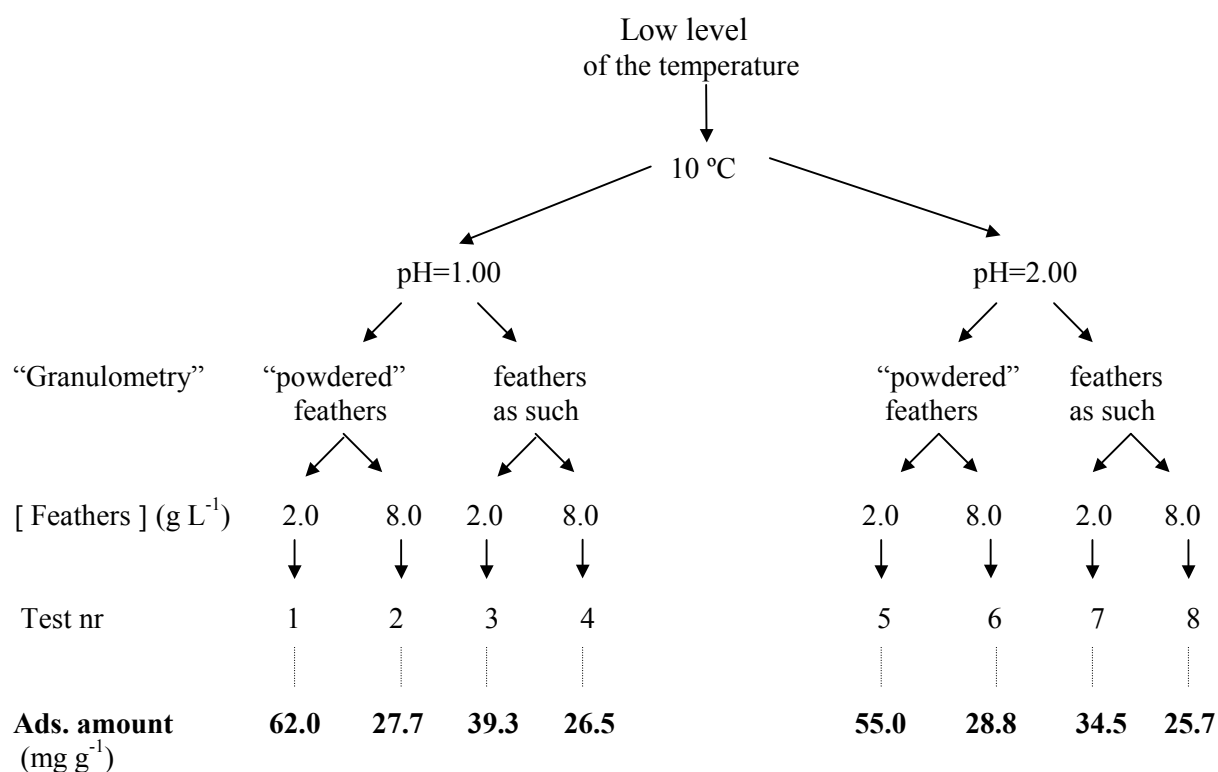 Low level
of the temperature
10 ºC
pH=1.00 pH=2.00
“Granulometry” “powdered” feathers “powdered” feathers
feathers as such feathers as such
[ Feathers ] (g L-1) 2.0 8.0 2.0 8.0 2.0 8.0 2.0 8.0
Test nr 1 2 3 4 5 6 7 8
Ads. amount 62.0 27.7 39.3 26.5 55.0 28.8 34.5 25.7
(mg g-1)